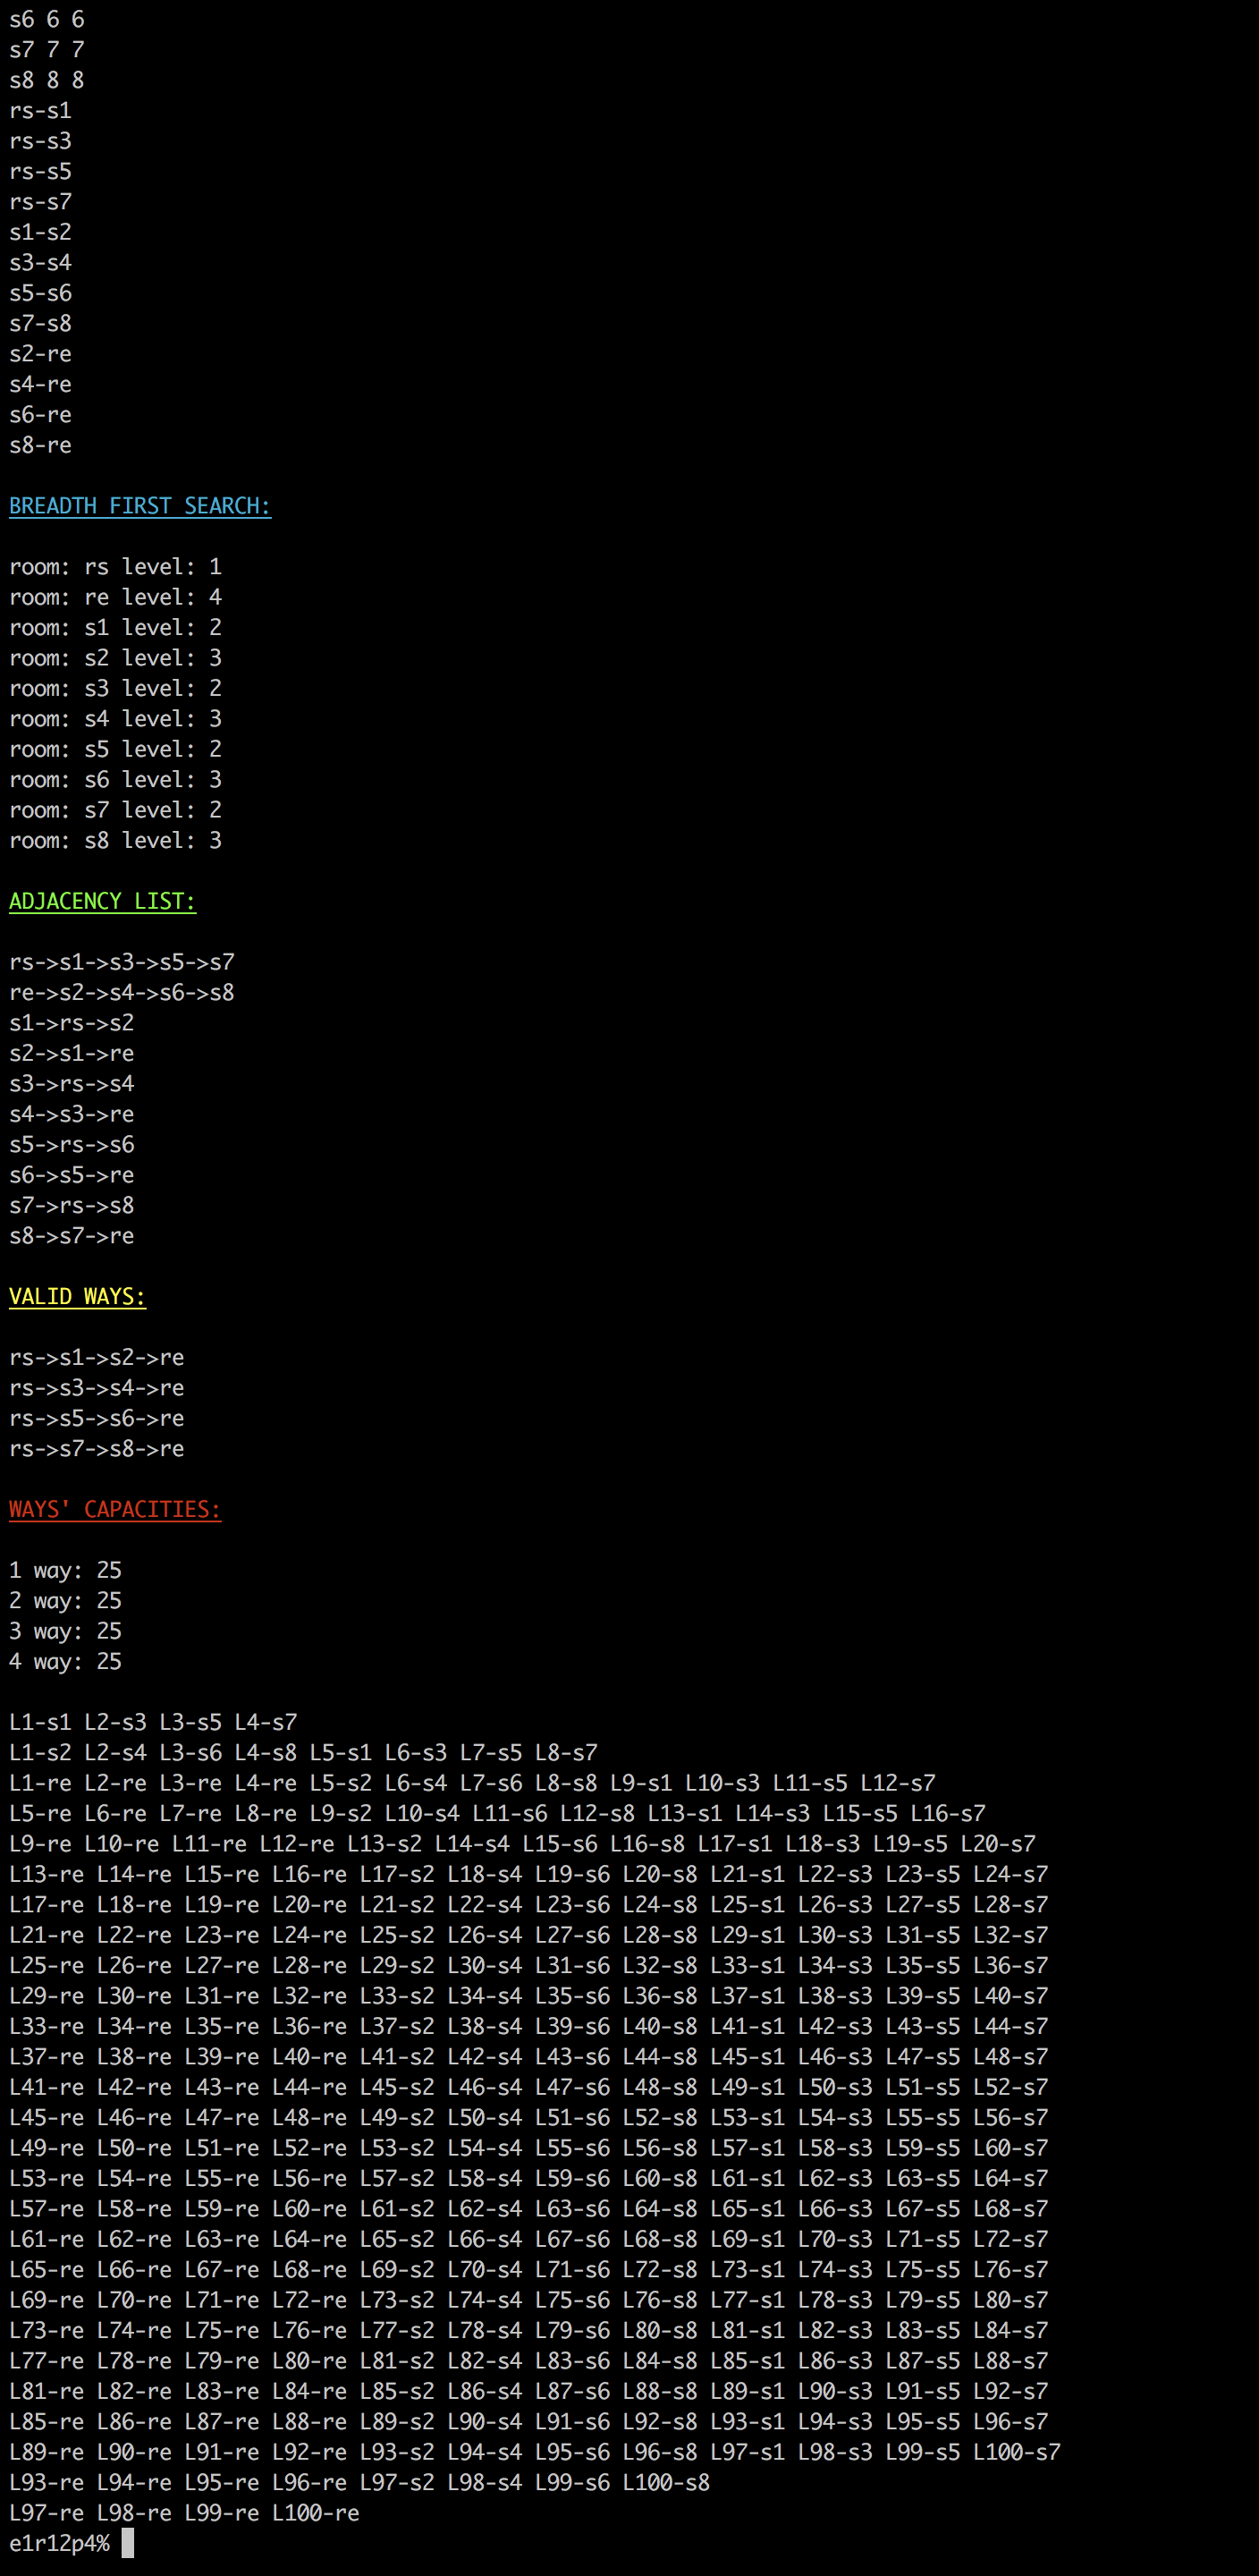 s6 6 6
s7 7 7
s8 8 8
rs-s1
rs-s3
rs-s5
rs-s7
s1-s2
s3-s4
s5-s6
s7-s8
s2-re
s4-re
s6-re
s8-re
BREADTH FIRST SEARCH:
room: rs level: 1
room: re level: 4
room: s1 level: 2
room: s2 level: 3
room: s3 level: 2
room: s4 level: 3
room: s5 level: 2
room: s6 level: 3
room: s7 level: 2
room: s8 level: 3
ADJACENCY LIST:
rs->s1->s3->s5->s7
re->s2->s4->s6->s8
s1->rs->s2
s2->s1->re
s3->rs->s4
s4->s3->re
s5->rs->s6
s6->s5->re
s7->rs->s8
s8->s7->re
VALID WAYS:
rs->s1->s2->re
rs->s3->s4->re
rs->s5->s6->re
rs->s7->s8->re
WAYS' CAPACITIES:
1 way: 25
2 way: 25
3 way: 25
4 way: 25
L1-s1 L2-s3 L3-s5 L4-s7
L1-s2 L2-s4 L3-s6 L4-s8 L5-s1 L6-s3 L7-s5 L8-s7
L1-re L2-re L3-re L4-re L5-s2 L6-s4 L7-s6 L8-s8 L9-s1 L10-s3 L11-s5 L12-s7
L5-re L6-re L7-re L8-re L9-s2 L10-s4 L11-s6 L12-s8 L13-s1 L14-s3 L15-s5 L16-s7
L9-re L10-re L11-re L12-re L13-s2 L14-s4 L15-s6 L16-s8 L17-s1 L18-s3 L19-s5 L20-s7
L13-re L14-re L15-re L16-re L17-s2 L18-s4 L19-s6 L20-s8 L21-s1 L22-s3 L23-s5 L24-s7
L17-re L18-re L19-re L20-re L21-s2 L22-s4 L23-s6 L24-s8 L25-s1 L26-s3 L27-s5 L28-s7
L21-re L22-re L23-re L24-re L25-s2 L26-s4 L27-s6 L28-s8 L29-s1 L30-s3 L31-s5 L32-s7
L25-re L26-re L27-re L28-re L29-s2 L30-s4 L31-s6 L32-s8 L33-s1 L34-s3 L35-s5 L36-s7
L29-re L30-re L31-re L32-re L33-s2 L34-s4 L35-s6 L36-s8 L37-s1 L38-s3 L39-s5 L40-s7
L33-re L34-re L35-re L36-re L37-s2 L38-s4 L39-s6 L40-s8 L41-s1 L42-s3 L43-s5 L44-s7
L37-re L38-re L39-re L40-re L41-s2 L42-s4 L43-s6 L44-s8 L45-s1 L46-s3 L47-s5 L48-s7
L41-re L42-re L43-re L44-re L45-s2 L46-s4 L47-s6 L48-s8 L49-s1 L50-s3 L51-s5 L52-s7
L45-re L46-re L47-re L48-re L49-s2 L50-s4 L51-s6 L52-s8 L53-s1 L54-s3 L55-s5 L56-s7
L49-re L50-re L51-re L52-re L53-s2 L54-s4 L55-s6 L56-s8 L57-s1 L58-s3 L59-s5 L60-s7
L53-re L54-re L55-re L56-re L57-s2 L58-s4 L59-s6 L60-s8 L61-s1 L62-s3 L63-s5 L64-s7
L57-re L58-re L59-re L60-re L61-s2 L62-s4 L63-s6 L64-s8 L65-s1 L66-s3 L67-s5 L68-s7
L61-re L62-re L63-re L64-re L65-s2 L66-s4 L67-s6 L68-s8 L69-s1 L70-s3 L71-s5 L72-s7
L65-re L66-re L67-re L68-re L69-s2 L70-s4 L71-s6 L72-s8 L73-s1 L74-s3 L75-s5 L76-s7
L69-re L70-re L71-re L72-re L73-s2 L74-s4 L75-s6 L76-s8 L77-s1 L78-s3 L79-s5 L80-s7
L73-re L74-re L75-re L76-re L77-s2 L78-s4 L79-s6 L80-s8 L81-s1 L82-s3 L83-s5 L84-s7
L77-re L78-re L79-re L80-re L81-s2 L82-s4 L83-s6 L84-s8 L85-s1 L86-s3 L87-s5 L88-s7
L81-re L82-re L83-re L84-re L85-s2 L86-s4 L87-s6 L88-s8 L89-s1 L90-s3 L91-s5 L92-s7
L85-re L86-re L87-re L88-re L89-s2 L90-s4 L91-s6 L92-s8 L93-s1 L94-s3 L95-s5 L96-s7
L89-re L90-re L91-re L92-re L93-s2 L94-s4 L95-s6 L96-s8 L97-s1 L98-s3 L99-s5 L100-s7
L93-re L94-re L95-re L96-re L97-s2 L98-s4 L99-s6 L100-s8
L97-re L98-re L99-re L100-re
e1r12p4%